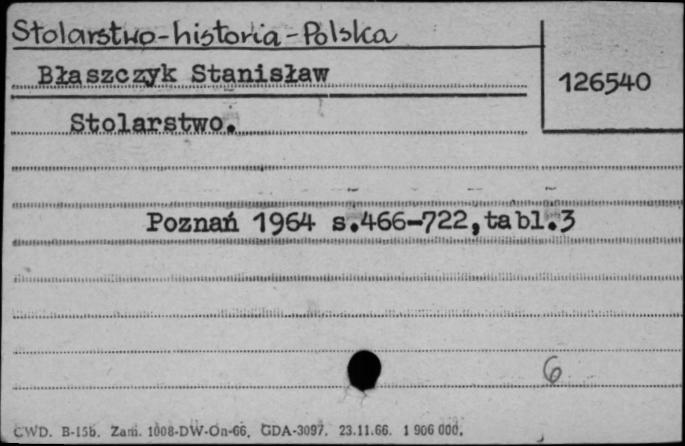 Stolarstwo-historia-Polska
Błaszczyk Stanisław
126540
Stolarstwo.
Poznań 1964 s.466-722,tabl.3
6
CWD. B-15b. Zam. 1008-DW-On-66. GDA-3097. 23.11.66. 1 906 000.